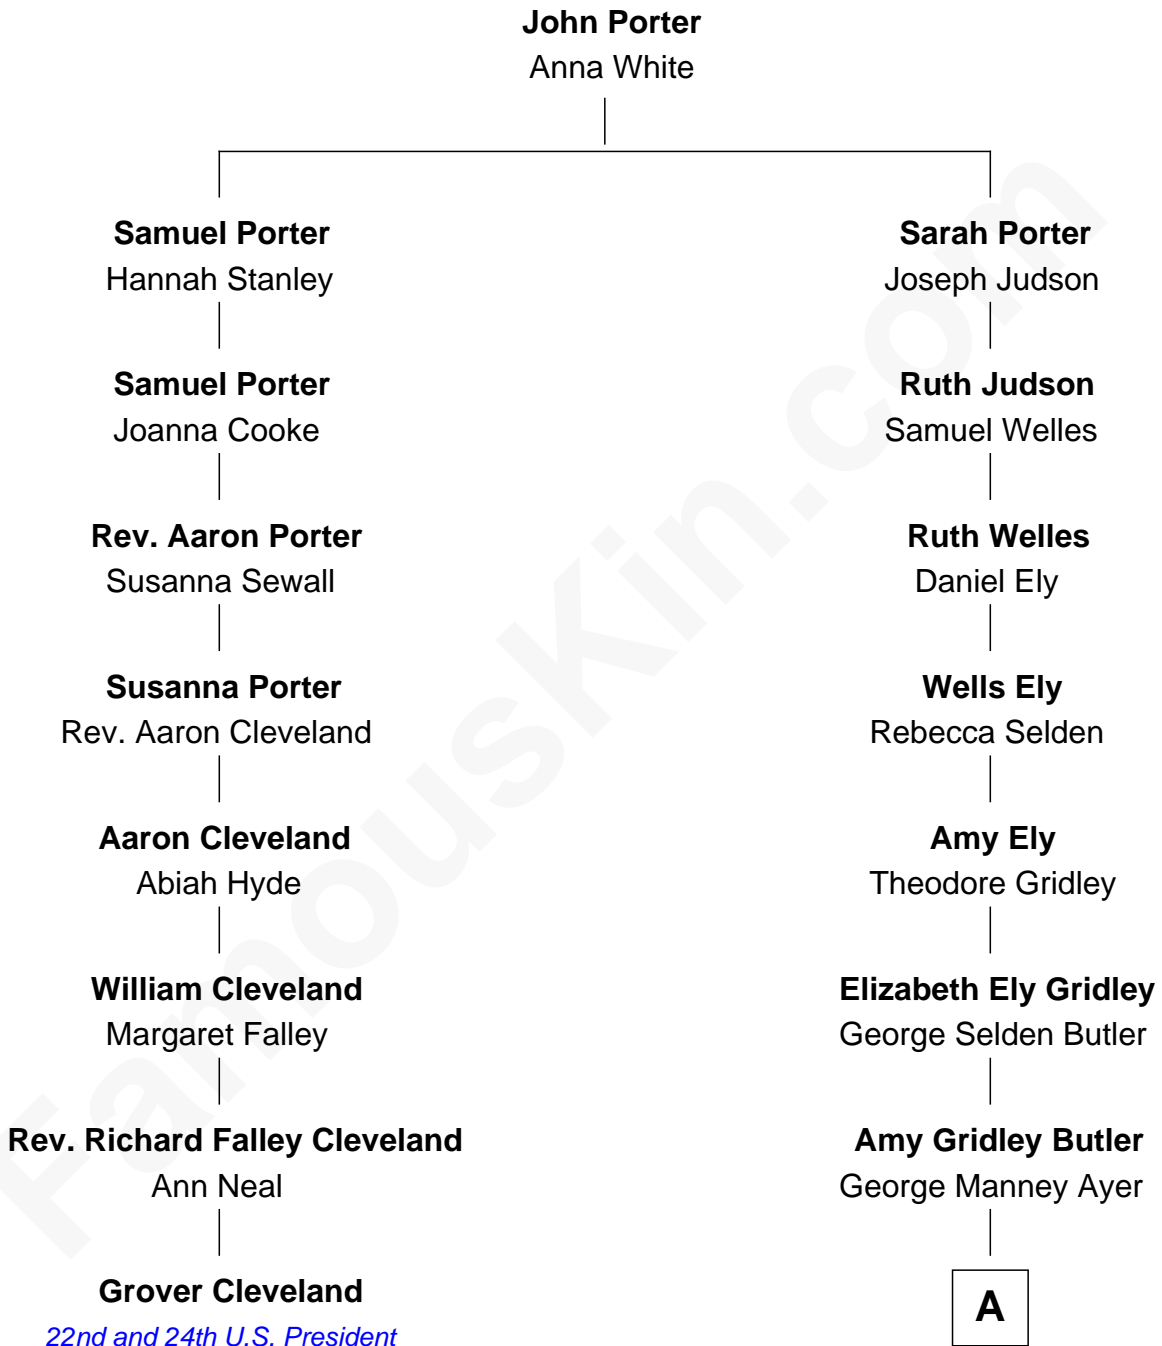 John Porter
Anna White
Samuel Porter
Hannah Stanley
Sarah Porter
Joseph Judson
Samuel Porter
Joanna Cooke
Ruth Judson
Samuel Welles
Rev. Aaron Porter
Susanna Sewall
Ruth Welles
Daniel Ely
Susanna Porter
Rev. Aaron Cleveland
Wells Ely
Rebecca Selden
Aaron Cleveland
Abiah Hyde
Amy Ely
Theodore Gridley
William Cleveland
Margaret Falley
Elizabeth Ely Gridley
George Selden Butler
Rev. Richard Falley Cleveland
Ann Neal
Amy Gridley Butler
George Manney Ayer
Grover Cleveland
22nd and 24th U.S. President
A
FamousKin.com